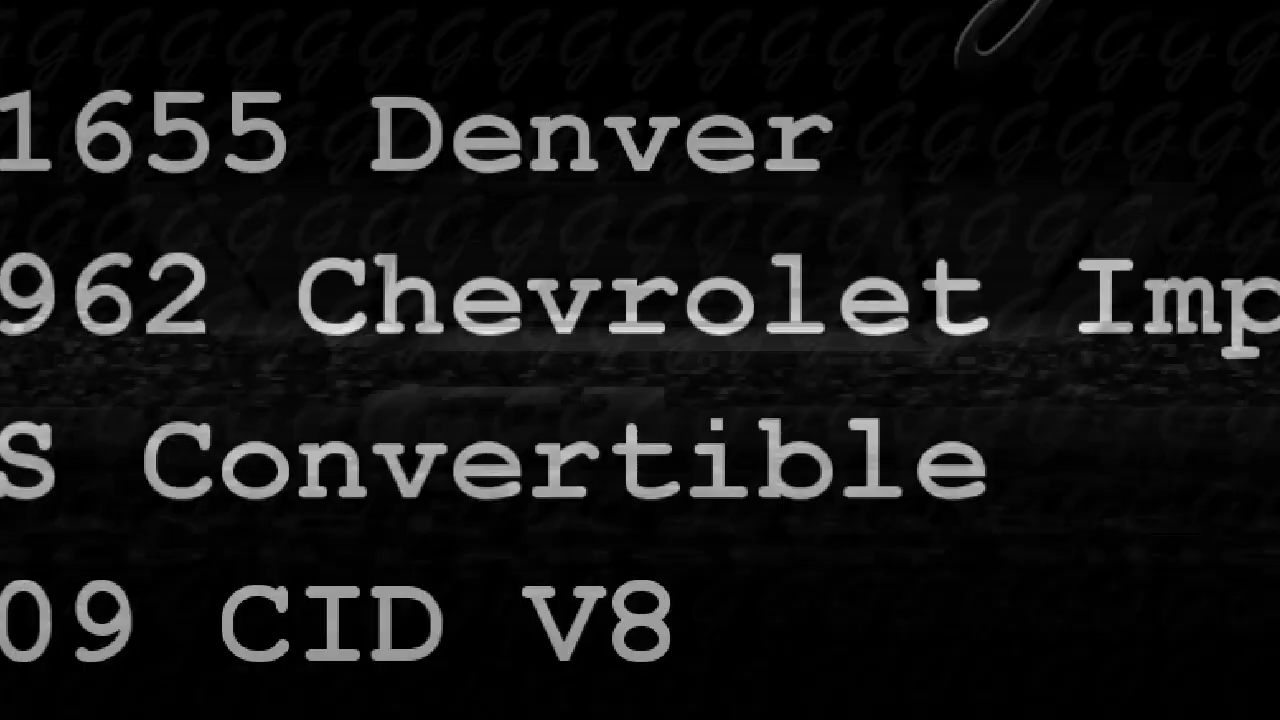 1655 Denver
962 Chevrolet Imp
S Convertible
09 CID V8